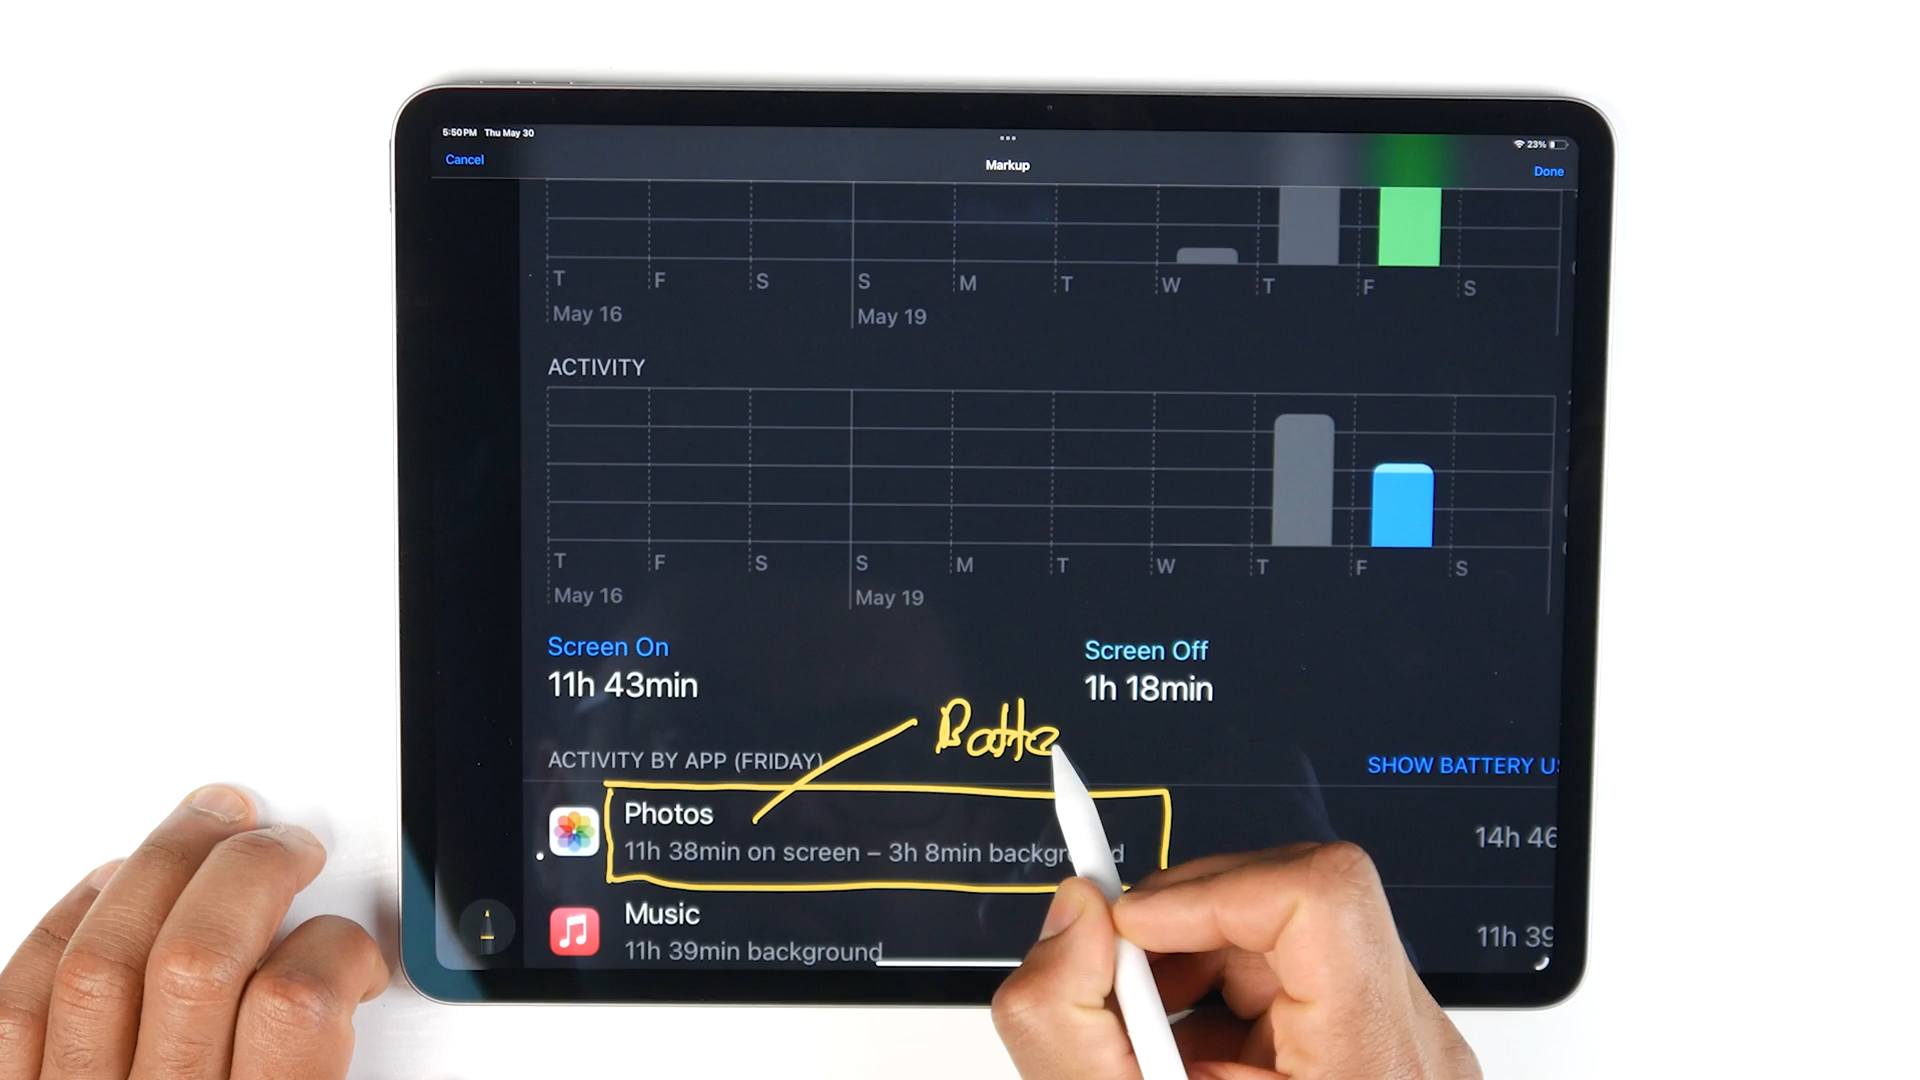 5:50 PM Thu May 30
23%
Cancel
Markup
Done
T F S S M T W T F S
May 16 May 19
ACTIVITY
T F S S M T W T F S
May 16 May 19
Screen On
Screen Off
11h 43min
1h 18min
Batte
ACTIVITY BY APP (FRIDAY)
SHOW BATTERY U
Photos
11h 38min on screen – 3h 8min background
14h 46
Music
11h 39min background
11h 39